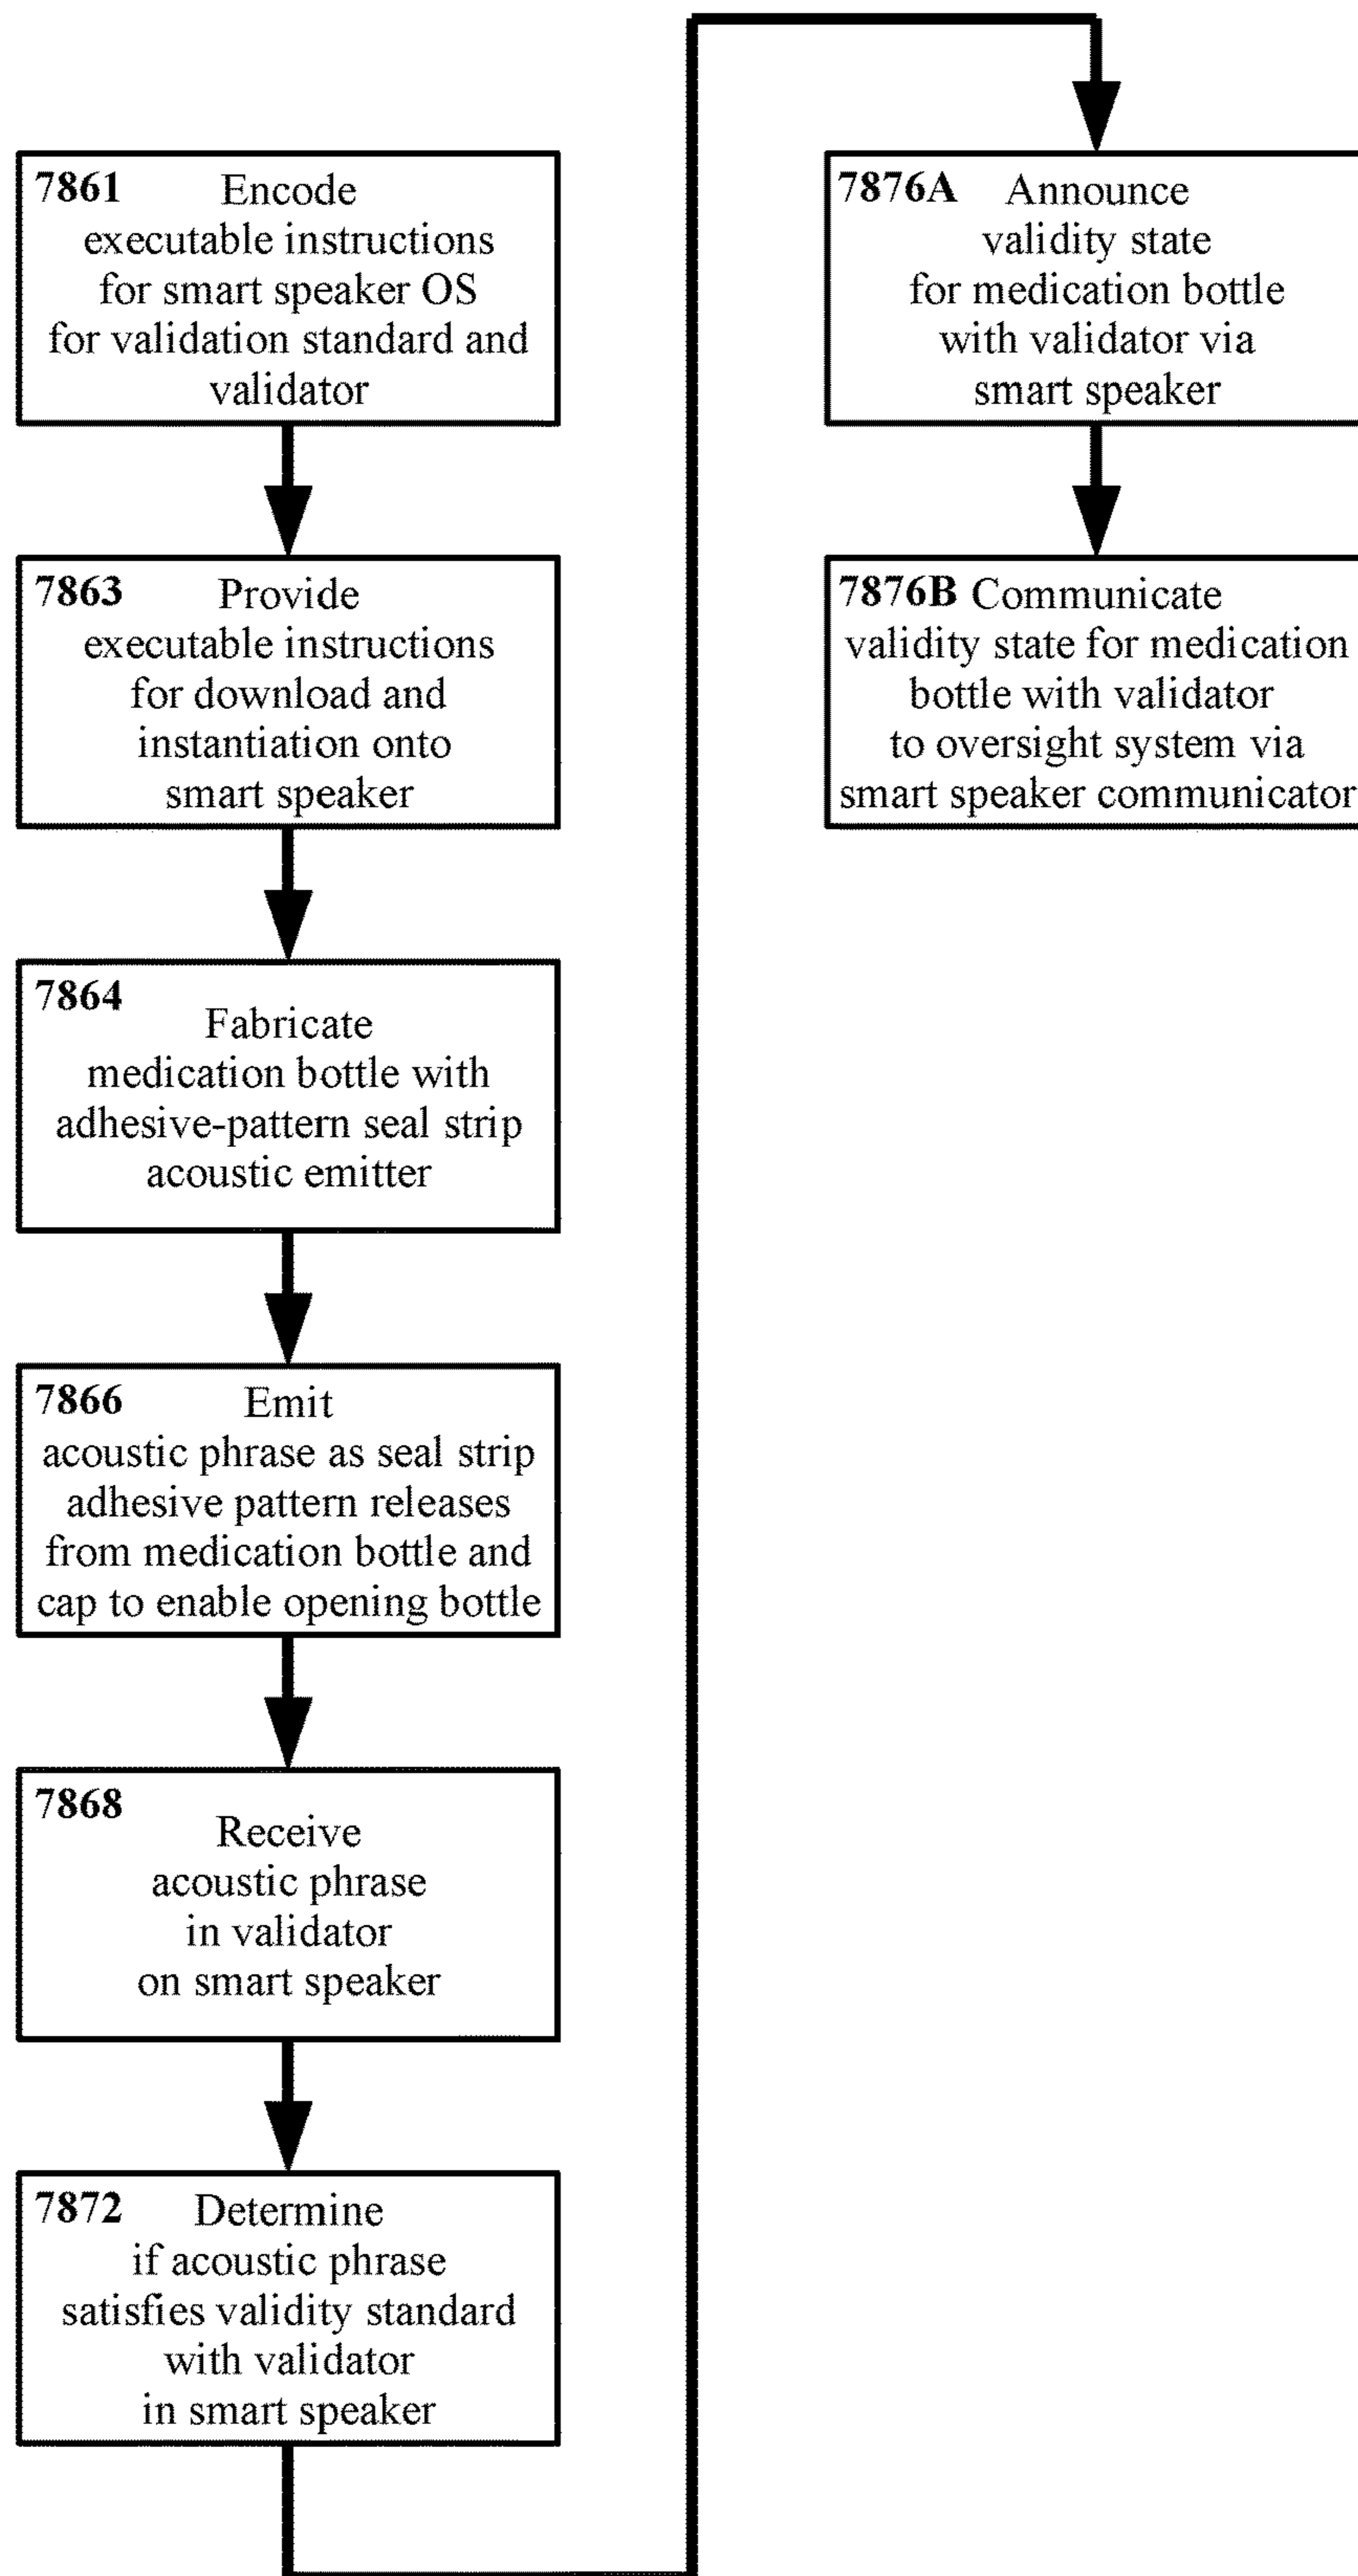 7861 Encode
executable instructions
for smart speaker OS
for validation standard and
validator
7863 Provide
executable instructions
for download and
instantiation onto
smart speaker
7864
Fabricate
medication bottle with
adhesive-pattern seal strip
acoustic emitter
7866 Emit
acoustic phrase as seal strip
adhesive pattern releases
from medication bottle and
cap to enable opening bottle
7868
Receive
acoustic phrase
in validator
on smart speaker
7872 Determine
if acoustic phrase
satisfies validity standard
with validator
in smart speaker
7876A Announce
validity state
for medication bottle
with validator via
smart speaker
7876B Communicate
validity state for medication
bottle with validator
to oversight system via
smart speaker communicator